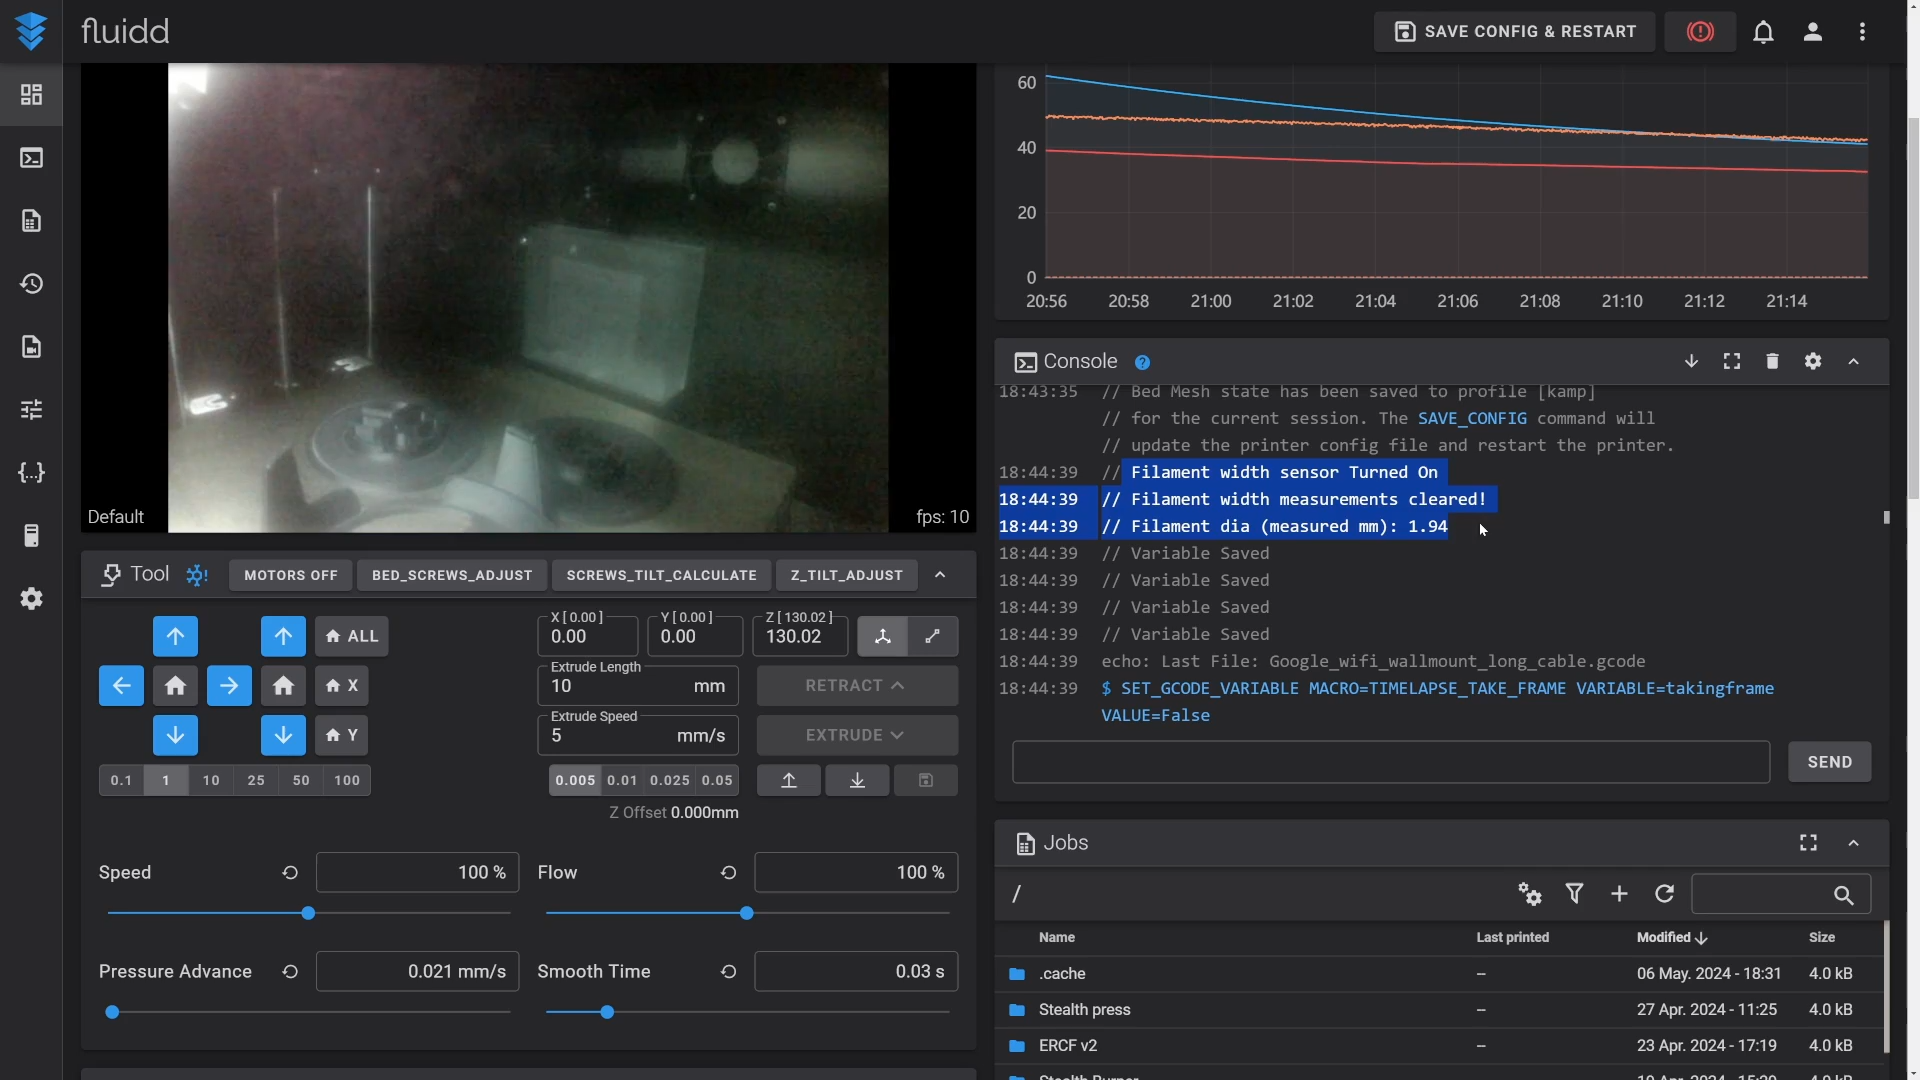 fluidd
SAVE CONFIG & RESTART
Default
fps: 10
60
40
20
0
20:56 20:58 21:00 21:02 21:04 21:06 21:08 21:10 21:12 21:14
Console
18:43:35 // Bed Mesh state has been saved to profile [kamp]
// for the current session. The SAVE_CONFIG command will
// update the printer config file and restart the printer.
18:44:39 // Filament width sensor Turned On
18:44:39 // Filament width measurements cleared!
18:44:39 // Filament dia (measured mm): 1.94
18:44:39 // Variable Saved
18:44:39 // Variable Saved
18:44:39 // Variable Saved
18:44:39 // Variable Saved
18:44:39 echo: Last File: Google_wifi_wallmount_long_cable.gcode
18:44:39 $ SET_GCODE_VARIABLE MACRO=TIMELAPSE_TAKE_FRAME VARIABLE=takingframe
VALUE=False
SEND
Tool
MOTORS OFF BED_SCREWS_ADJUST SCREWS_TILT_CALCULATE Z_TILT_ADJUST
ALL
X
Y
0.1 1 10 25 50 100
X [ 0.00 ] Y [ 0.00 ] Z [ 130.02 ]
0.00 0.00 130.02
Extrude Length
10 mm
RETRACT
Extrude Speed
5 mm/s
EXTRUDE
0.005 0.01 0.025 0.05
Z Offset 0.000mm
Speed 100 % Flow 100 %
Pressure Advance 0.021 mm/s Smooth Time 0.03 s
Jobs
/
Name Last printed Modified Size
.cache -- 06 May. 2024 - 18:31 4.0 kB
Stealth press -- 27 Apr. 2024 - 11:25 4.0 kB
ERCF v2 -- 23 Apr. 2024 - 17:19 4.0 kB